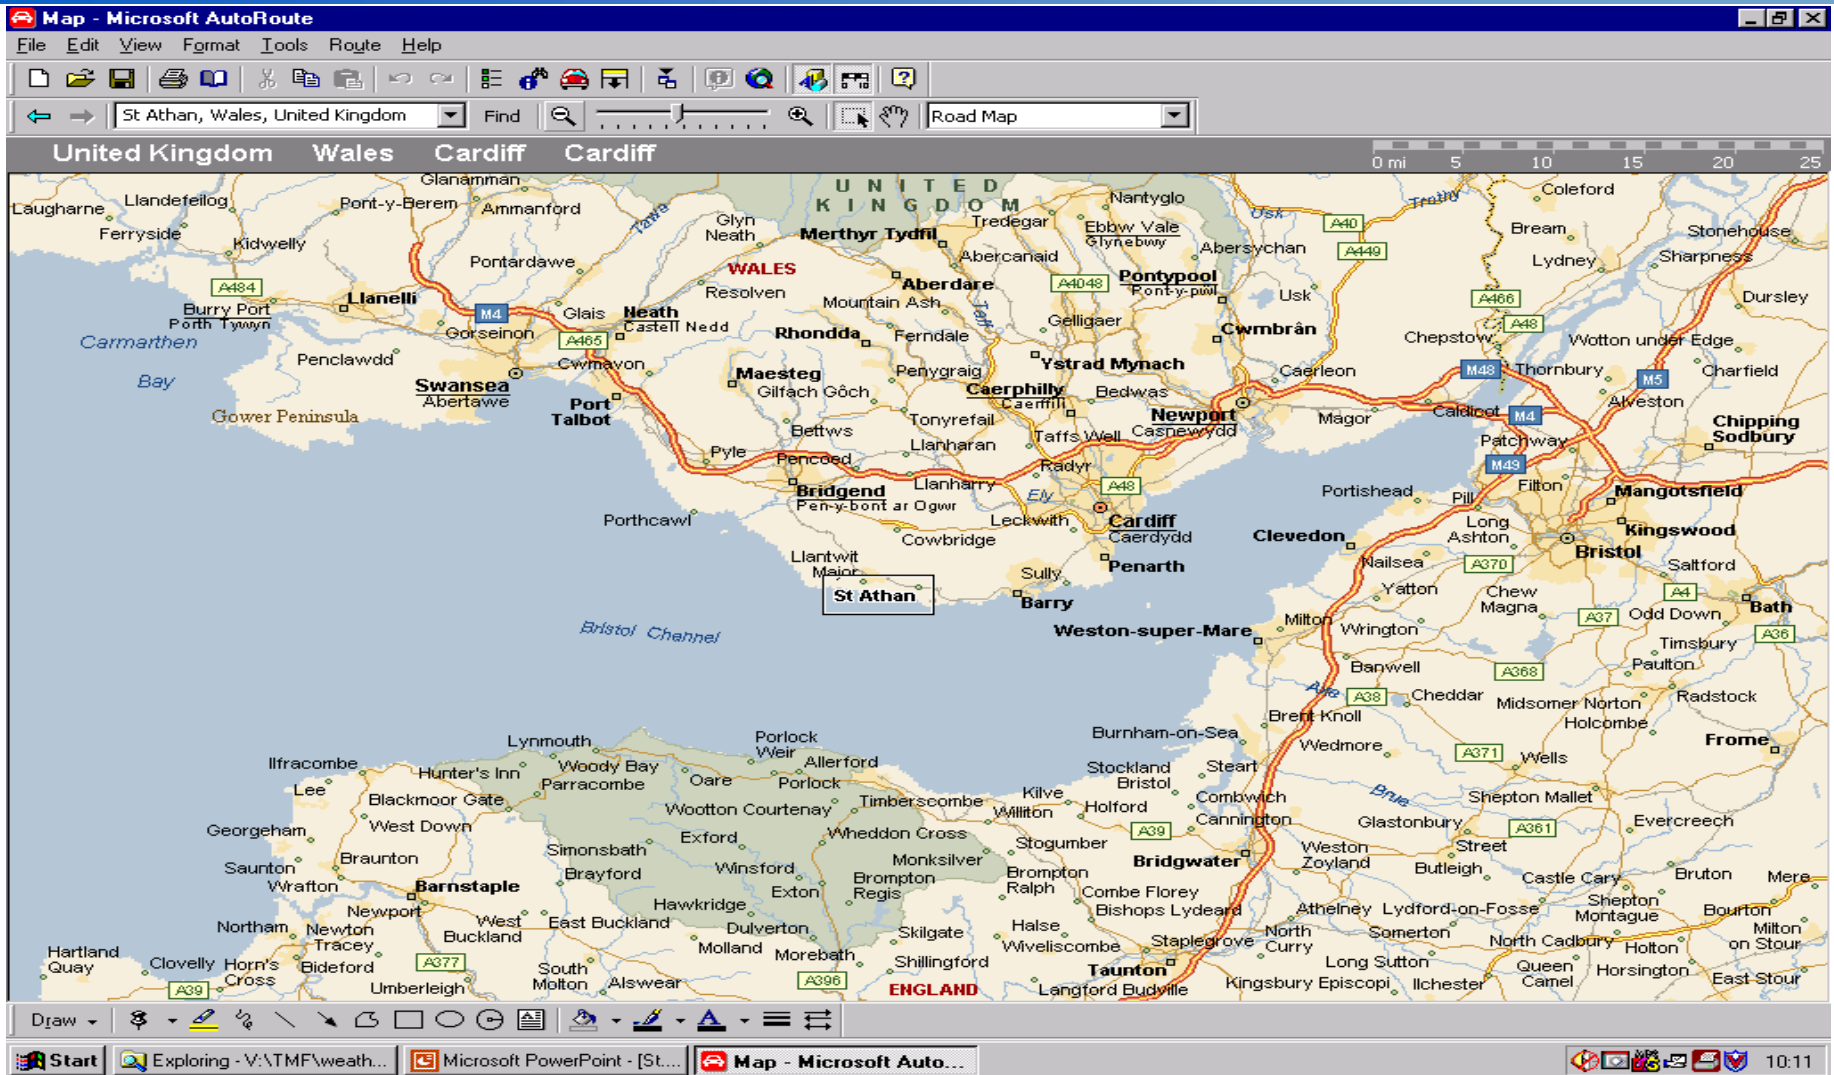 Map - Microsoft AutoRoute
File Edit View Format Tools Route Help
St Athan, Wales, United Kingdom Find Road Map
United Kingdom Wales Cardiff Cardiff
0 mi 5 10 15 20 25
UNITED
KINGDOM
Glanamman
Laugharne
Llandefeilog
Pont-y-Berem
Ammanford
Tawe
Glyn
Neath
Merthyr Tydfil
Tredegar
Nantyglo
Ebbw Vale
Glynebwy
Usk
A40
Trothy
Coleford
Ferryside
Kidwelly
Pontardawe
WALES
Abercanaid
Abersychan
A449
Bream
Stonehouse
Lydney
Sharpness
A484
Burry Port
Porth Tywyn
Llanelli
M4
Glais
Neath
Castell Nedd
Resolven
Aberdare
Mountain Ash
Taff
A4048
Pontypool
Pont-y-pwl
Usk
A466
A48
Dursley
Carmarthen
Bay
Gorseinon
A465
Rhondda
Ferndale
Gelligaer
Cwmbrân
Chepstow
Wotton under Edge
Penclawdd
Cwmavon
Swansea
Abertawe
Maesteg
Gilfach Gôch
Penygraig
Ystrad Mynach
Caerphilly
Caerffili
Bedwas
Caerleon
M48
Thornbury
M5
Charfield
Gower Peninsula
Port
Talbot
Bettws
Tonyrefail
Llanharan
Taffs Well
Newport
Casnewydd
Magor
Caldicot
M4
Alveston
Chipping
Sodbury
Pyle
Pencoed
Radyr
Patchway
M49
Bridgend
Pen-y-bont ar Ogwr
Llanharry
Ely
A48
Portishead
Pill
Filton
Mangotsfield
Porthcawl
Leckwith
Cardiff
Caerdydd
Cowbridge
Clevedon
Long
Ashton
Kingswood
Bristol
Llantwit
Major
St Athan
Sully
Penarth
Barry
Nailsea
A370
Saltford
Yatton
Chew
Magna
A4
Bath
Bristol Channel
Weston-super-Mare
Milton
Wrington
A37
Odd Down
A36
Timsbury
Banwell
A368
Paulton
Axe
A38
Cheddar
Midsomer Norton
Radstock
Brent Knoll
Holcombe
Lynmouth
Porlock
Weir
Burnham-on-Sea
Wedmore
A371
Wells
Frome
Ilfracombe
Hunter's Inn
Woody Bay
Parracombe
Oare
Allerford
Porlock
Stockland
Bristol
Steart
Lee
Blackmoor Gate
Wootton Courtenay
Timberscombe
Williton
Kilve
Holford
Combwich
Cannington
Brue
Shepton Mallet
Georgeham
West Down
Exford
Wheddon Cross
Stogumber
A39
Glastonbury
A361
Evercreech
Saunton
Braunton
Simonsbath
Winsford
Monksilver
Bridgwater
Weston
Zoyland
Street
Butleigh
Wrafton
Barnstaple
Brayford
Exton
Brompton
Regis
Brompton
Ralph
Combe Florey
Castle Cary
Bruton
Mere
Newport
Hawkridge
Bishops Lydeard
Athelney
Lydford-on-Fosse
Shepton
Montague
Bourton
Northam
Newton
Tracey
West
Buckland
East Buckland
Dulverton
Skilgate
Halse
Wiveliscombe
Staplegrove
North
Curry
Somerton
North Cadbury
Holton
Milton
on Stour
Hartland
Quay
Clovelly
Horn's
Cross
Bideford
A377
Molland
Morebath
Shillingford
Taunton
Long Sutton
Queen
Camel
Horsington
East Stour
A39
Umberleigh
South
Molton
Alswear
A396
ENGLAND
Langford Budville
Kingsbury Episcopi
Ilchester
Draw
Start Exploring - V:\TMF\weath... Microsoft PowerPoint - [St.... Map - Microsoft Auto... 10:11